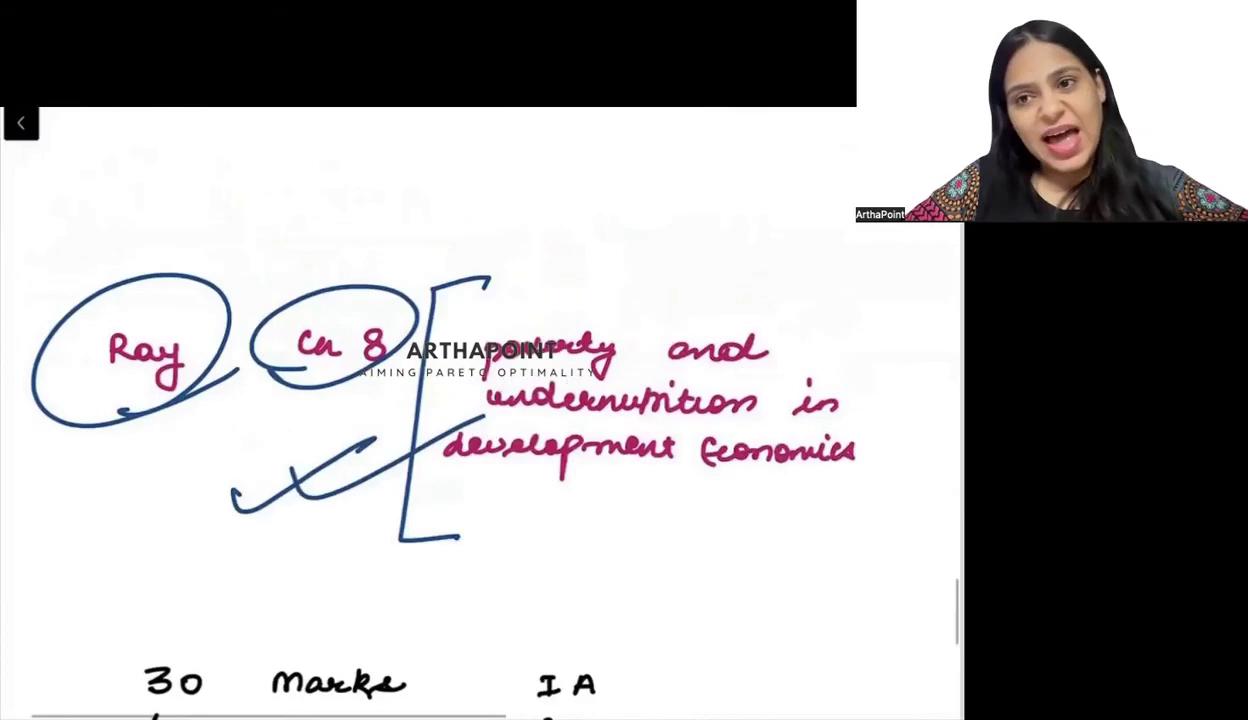 ArthaPoint
Ray Ch 8 poverty and
ARTHAPOINT
AIMING PARETO OPTIMALITY
undernutrition in
development Economics
30 Marks IA